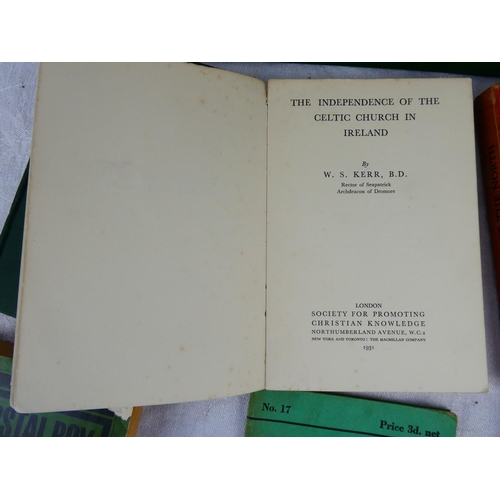 THE INDEPENDENCE OF THE
CELTIC CHURCH IN
IRELAND
By
W. S. KERR, B.D.
Rector of Seapatrick
Archdeacon of Dromore
LONDON
SOCIETY FOR PROMOTING
CHRISTIAN KNOWLEDGE
NORTHUMBERLAND AVENUE, W.C.2
NEW YORK AND TORONTO: THE MACMILLAN COMPANY
1931
No. 17
Price 3d. net